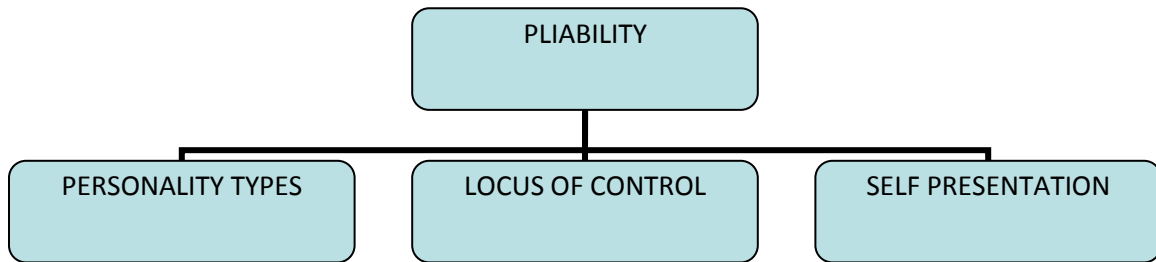 PLIABILITY
PERSONALITY TYPES
LOCUS OF CONTROL
SELF PRESENTATION